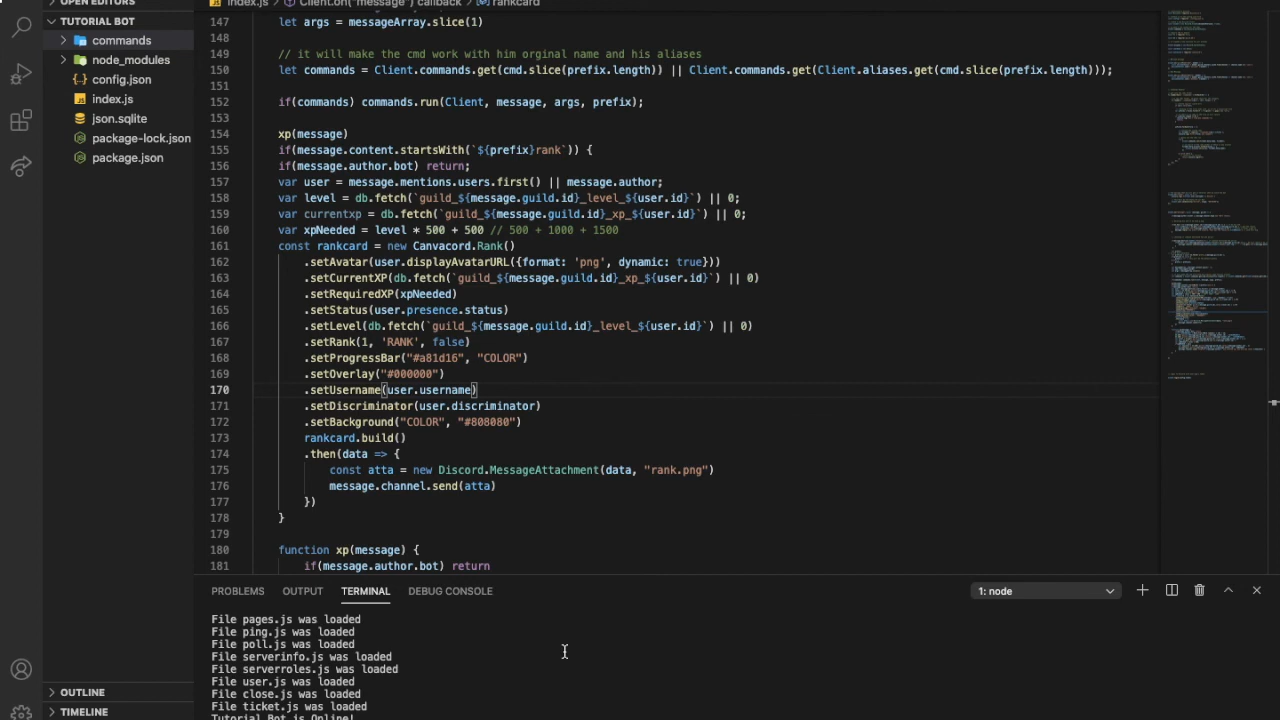 OPEN EDITORS
index.js > Client.on("message") callback > rankcard
TUTORIAL BOT
commands
node_modules
config.json
index.js
json.sqlite
package-lock.json
package.json
147 let args = messageArray.slice(1)
148
149 // it will make the cmd work with orginal name and his aliases
150 let commands = Client.commands.get(cmd.slice(prefix.length)) || Client.commands.get(Client.aliases.get(cmd.slice(prefix.length)));
151
152 if(commands) commands.run(Client, message, args, prefix);
153
154 xp(message)
155 if(message.content.startsWith(`${prefix}rank`)) {
156 if(message.author.bot) return;
157 var user = message.mentions.users.first() || message.author;
158 var level = db.fetch(`guild_${message.guild.id}_level_${user.id}`) || 0;
159 var currentxp = db.fetch(`guild_${message.guild.id}_xp_${user.id}`) || 0;
160 var xpNeeded = level * 500 + 500 // 500 + 1000 + 1500
161 const rankcard = new Canvacord.Rank()
162 .setAvatar(user.displayAvatarURL({format: 'png', dynamic: true}))
163 .setCurrentXP(db.fetch(`guild_${message.guild.id}_xp_${user.id}`) || 0)
164 .setRequiredXP(xpNeeded)
165 .setStatus(user.presence.status)
166 .setLevel(db.fetch(`guild_${message.guild.id}_level_${user.id}`) || 0)
167 .setRank(1, 'RANK', false)
168 .setProgressBar("#a81d16", "COLOR")
169 .setOverlay("#000000")
170 .setUsername(user.username)
171 .setDiscriminator(user.discriminator)
172 .setBackground("COLOR", "#808080")
173 rankcard.build()
174 .then(data => {
175 const atta = new Discord.MessageAttachment(data, "rank.png")
176 message.channel.send(atta)
177 })
178 }
179
180 function xp(message) {
181 if(message.author.bot) return
PROBLEMS OUTPUT TERMINAL DEBUG CONSOLE 1: node
File pages.js was loaded
File ping.js was loaded
File poll.js was loaded
File serverinfo.js was loaded
File serverroles.js was loaded
File user.js was loaded
File close.js was loaded
File ticket.js was loaded
Tutorial Bot is Online!
OUTLINE
TIMELINE